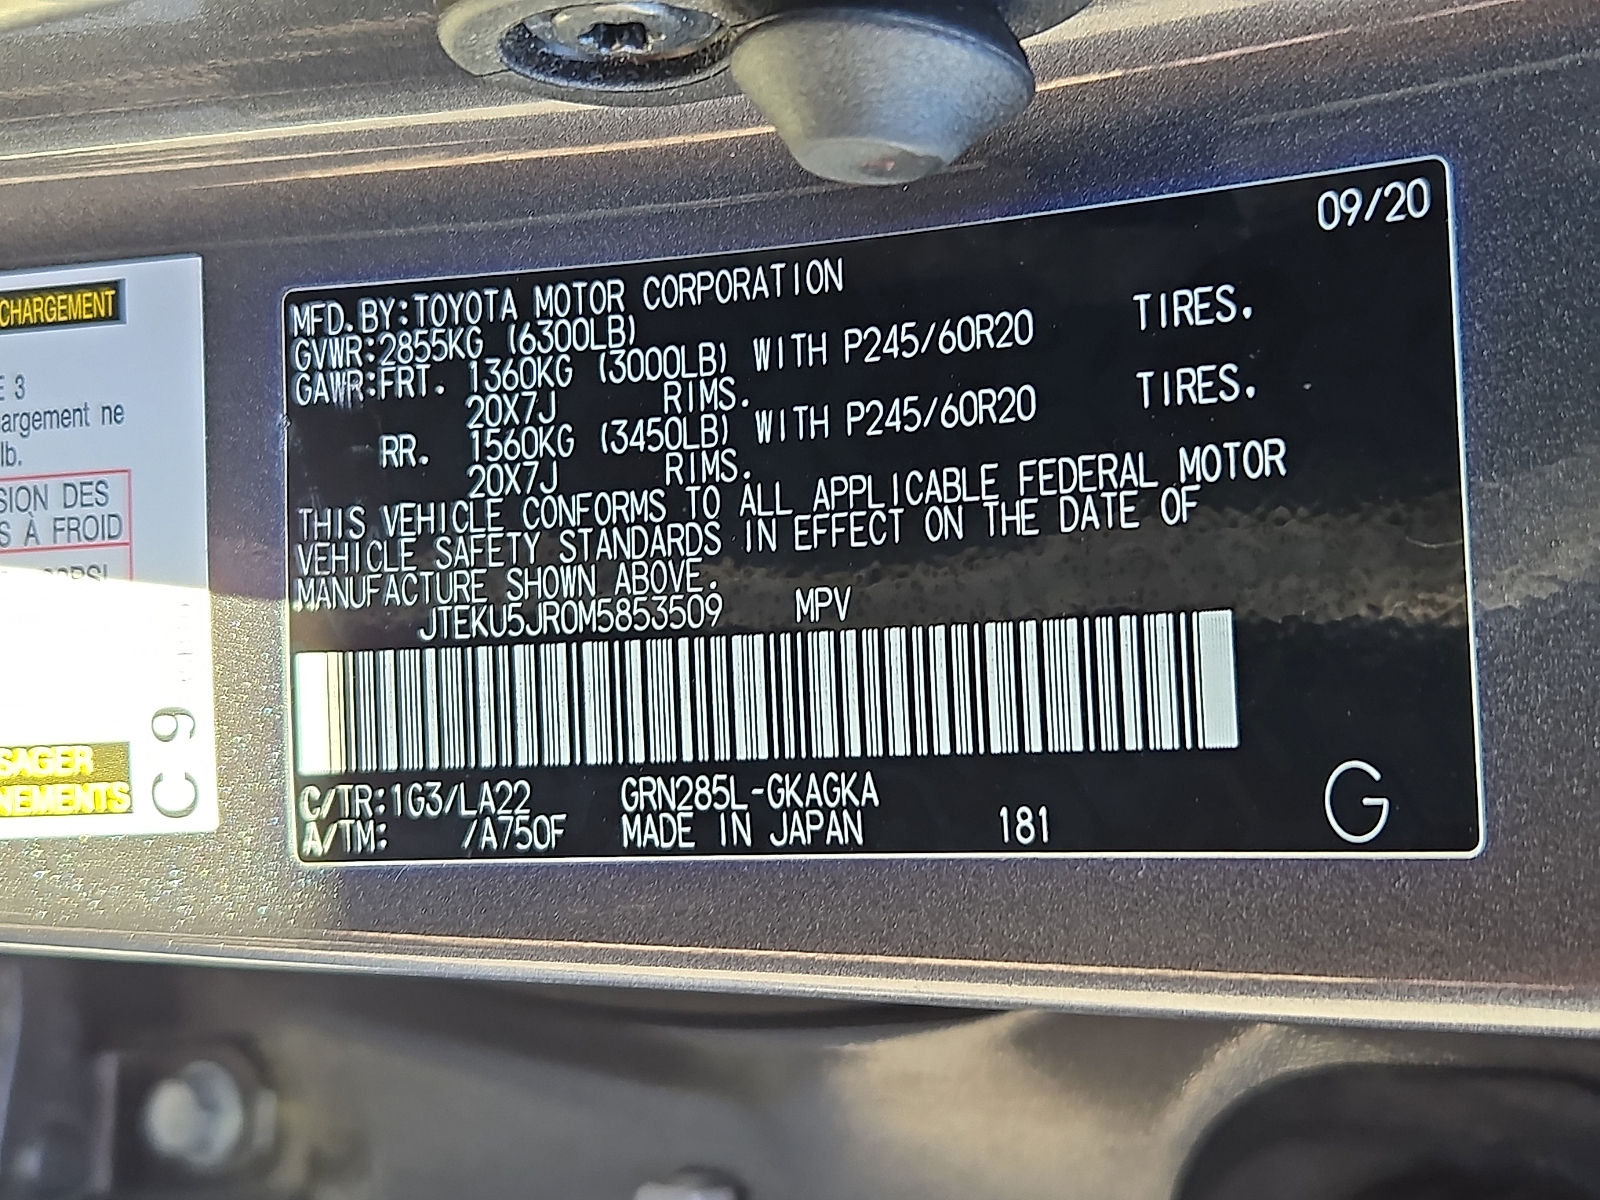 CHARGEMENT
E 3
argement ne
lb.
SION DES
S À FROID
SAGER
NEMENTS
C9
09/20
MFD. BY: TOYOTA MOTOR CORPORATION
GVWR: 2855KG (6300LB)
GAWR: FRT. 1360KG (3000LB) WITH P245/60R20 TIRES.
20X7J RIMS.
RR. 1560KG (3450LB) WITH P245/60R20 TIRES.
20X7J RIMS.
THIS VEHICLE CONFORMS TO ALL APPLICABLE FEDERAL MOTOR
VEHICLE SAFETY STANDARDS IN EFFECT ON THE DATE OF
MANUFACTURE SHOWN ABOVE.
JTEKU5JR0M5853509 MPV
C/TR: 1G3/LA22 GRN285L-GKAGKA
A/TM: /A750F MADE IN JAPAN 181
G